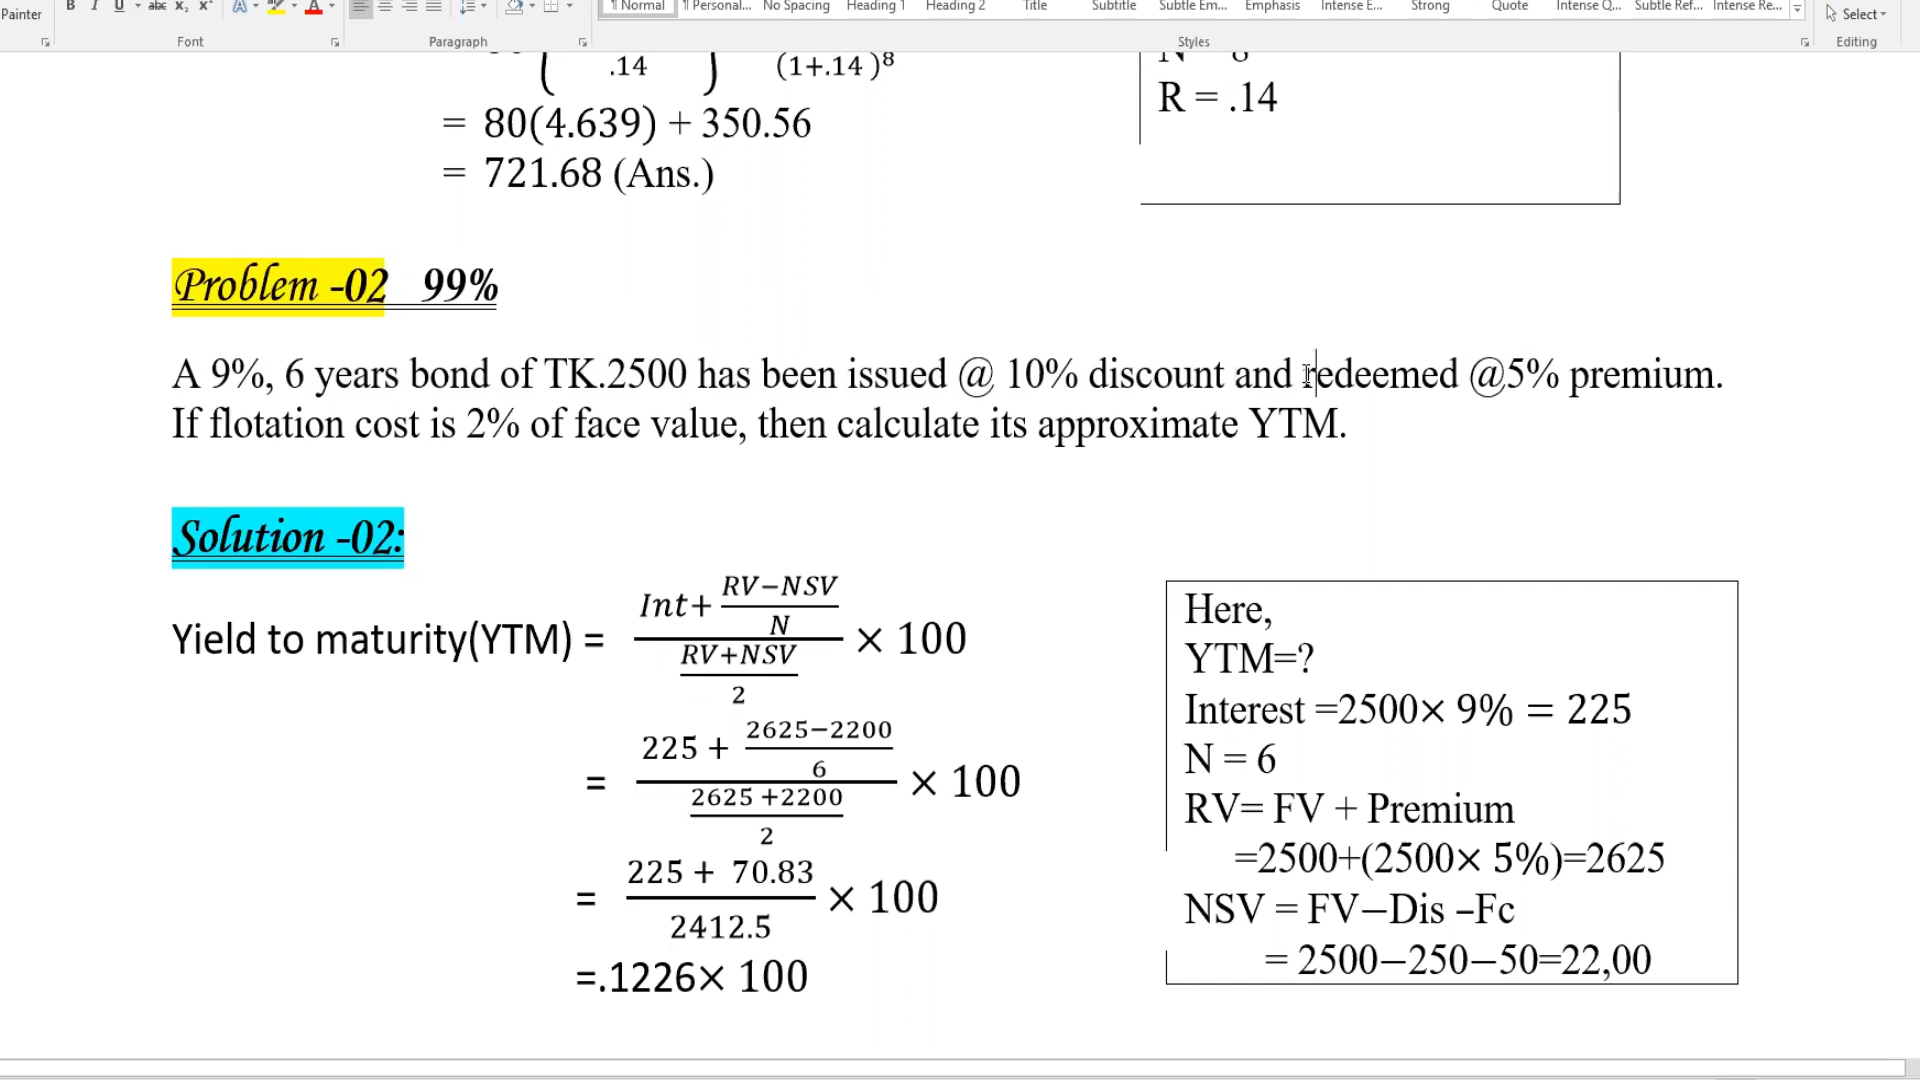 Painter
B I U abc x₂ x² A A
¶ Normal ¶ Personal... No Spacing Heading 1 Heading 2 Title Subtitle Subtle Em... Emphasis Intense E... Strong Quote Intense Q... Subtle Ref... Intense Re...
Select
Font Paragraph Styles Editing
.14 (1+.14 )⁸
N = 8
R = .14
= 80(4.639) + 350.56
= 721.68 (Ans.)
Problem -02 99%
A 9%, 6 years bond of TK.2500 has been issued @ 10% discount and redeemed @5% premium.
If flotation cost is 2% of face value, then calculate its approximate YTM.
Solution -02:
Yield to maturity(YTM) =
Int+ RV−NSV
N
RV+NSV
2
× 100
=
225 + 2625−2200
6
2625 +2200
2
× 100
=
225 + 70.83
2412.5
× 100
=.1226× 100
Here,
YTM=?
Interest =2500× 9% = 225
N = 6
RV= FV + Premium
=2500+(2500× 5%)=2625
NSV = FV−Dis –Fc
= 2500−250−50=22,00